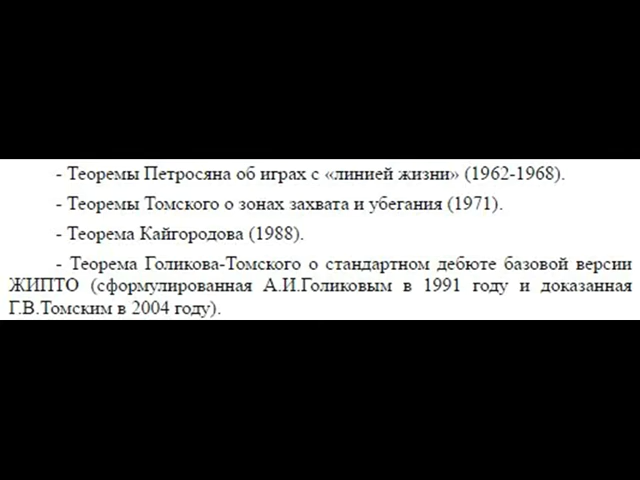 - Теоремы Петросяна об играх с «линией жизни» (1962-1968).
- Теоремы Томского о зонах захвата и убегания (1971).
- Теорема Кайгородова (1988).
- Теорема Голикова-Томского о стандартном дебюте базовой версии
ЖИПТО (сформулированная А.И.Голиковым в 1991 году и доказанная
Г.В.Томским в 2004 году).